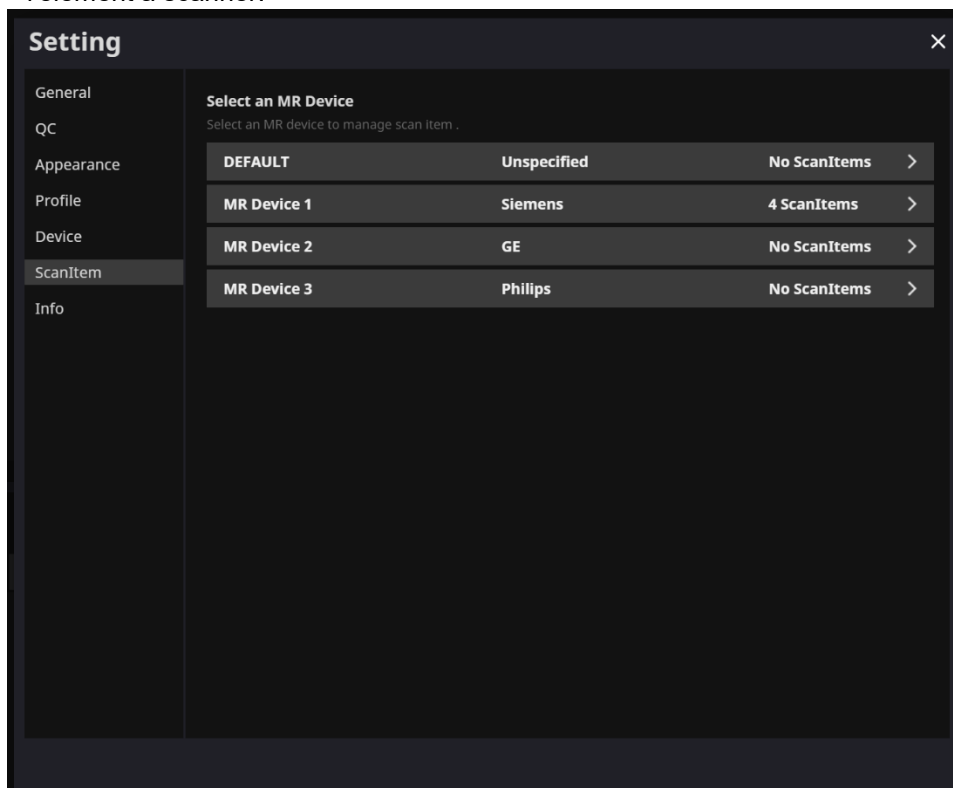 Setting
General
QC
Appearance
Profile
Device
ScanItem
Info
Select an MR Device
Select an MR device to manage scan item .
DEFAULT Unspecified No ScanItems
MR Device 1 Siemens 4 ScanItems
MR Device 2 GE No ScanItems
MR Device 3 Philips No ScanItems